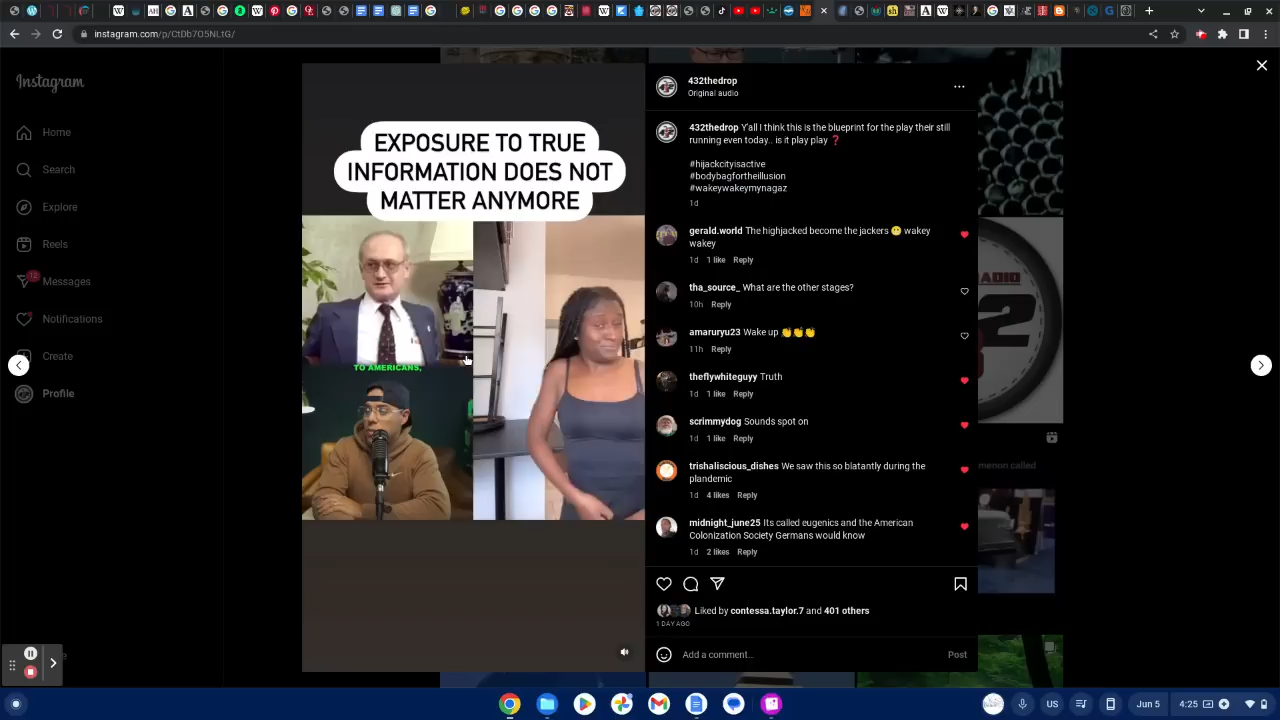 instagram.com/p/CtDb7O5NLtG/
Instagram
Home
Search
Explore
Reels
Messages
Notifications
Create
Profile
EXPOSURE TO TRUE
INFORMATION DOES NOT
MATTER ANYMORE
TO AMERICANS,
432thedrop
Original audio
432thedrop Y'all I think this is the blueprint for the play their still
running even today.. is it play play ❓
#hijackcityisactive
#bodybagfortheillusion
#wakeywakeymynagaz
1d
gerald.world The highjacked become the jackers 😬 wakey
wakey
1d 1 like Reply
tha_source_ What are the other stages?
10h Reply
amaruryu23 Wake up 👏👏👏
11h Reply
theflywhiteguyy Truth
1d 1 like Reply
scrimmydog Sounds spot on
1d 1 like Reply
trishaliscious_dishes We saw this so blatantly during the
plandemic
1d 4 likes Reply
midnight_june25 Its called eugenics and the American
Colonization Society Germans would know
1d 2 likes Reply
Liked by contessa.taylor.7 and 401 others
1 DAY AGO
Add a comment...
Post
RADIO
menon called
US
Jun 5
4:25